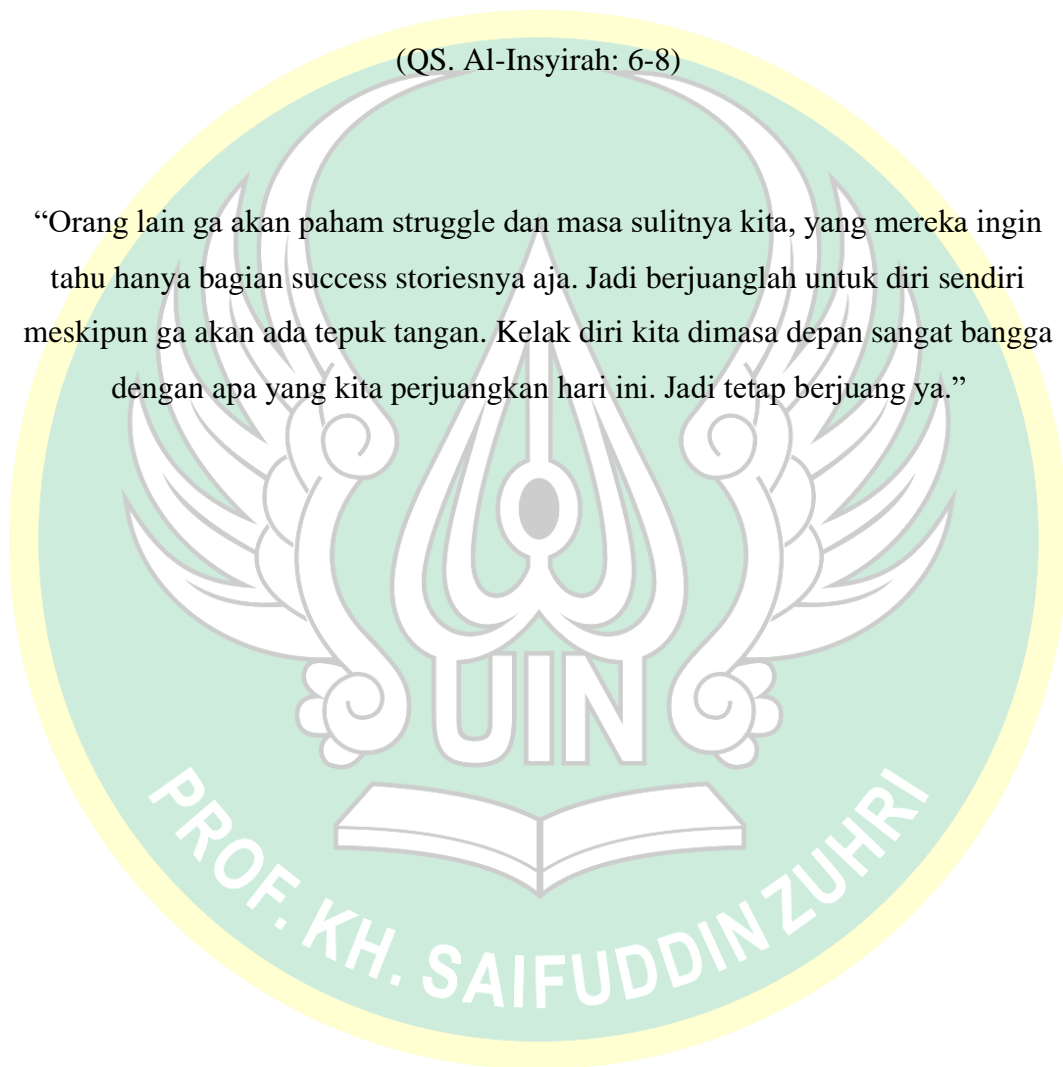 (QS. Al-Insyirah: 6-8)
“Orang lain ga akan paham struggle dan masa sulitnya kita, yang mereka ingin
tahu hanya bagian success storiesnya aja. Jadi berjuanglah untuk diri sendiri
meskipun ga akan ada tepuk tangan. Kelak diri kita dimasa depan sangat bangga
dengan apa yang kita perjuangkan hari ini. Jadi tetap berjuang ya.”
UIN
PROF. KH. SAIFUDDIN ZUHRI